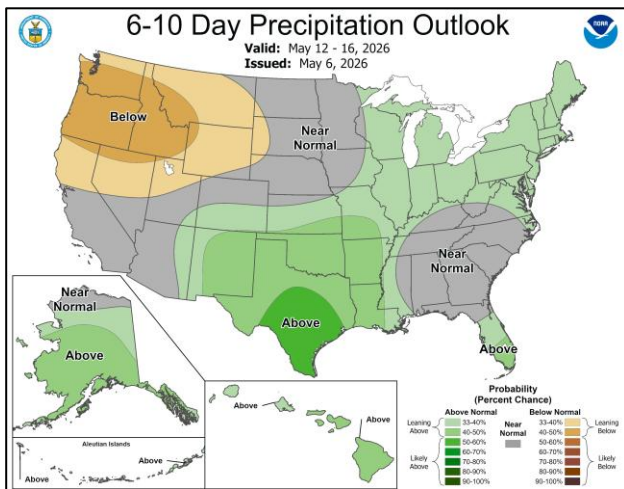 6-10 Day Precipitation Outlook
Valid: May 12 - 16, 2026
Issued: May 6, 2026
NOAA
Below
Near
Normal
Near
Normal
Above
Above
Near
Normal
Above
Aleutian Islands
Above
Above
Above
Above
Probability
(Percent Chance)
Above Normal
Below Normal
Leaning
Above
Likely
Above
33-40%
40-50%
50-60%
60-70%
70-80%
80-90%
90-100%
Near
Normal
33-40%
40-50%
50-60%
60-70%
70-80%
80-90%
90-100%
Leaning
Below
Likely
Below